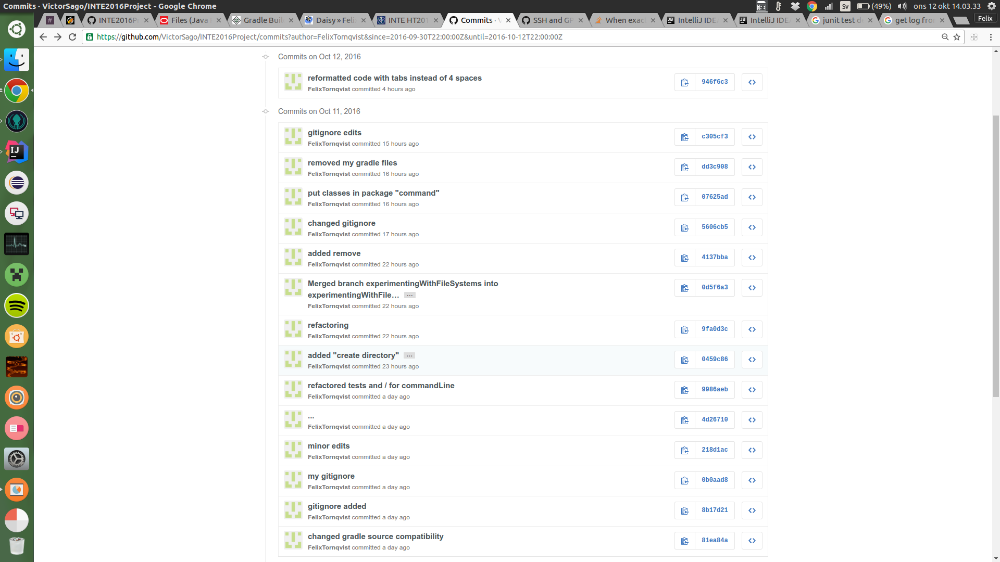 Commits · VictorSago/INTE2016Project - Google Chrome
Sv
(49%)
ons 12 okt 14.03.33
#
INTE2016Pr
Files (Java
Gradle Buil
Daisy » Feli
INTE HT201
Commits ·
SSH and GP
When exac
IntelliJ IDEA
IntelliJ IDEA
junit test de
get log fro
Felix
https://github.com/VictorSago/INTE2016Project/commits?author=FelixTornqvist&since=2016-09-30T22:00:00Z&until=2016-10-12T22:00:00Z
Commits on Oct 12, 2016
reformatted code with tabs instead of 4 spaces
FelixTornqvist committed 4 hours ago
946f6c3
Commits on Oct 11, 2016
gitignore edits
FelixTornqvist committed 15 hours ago
c305cf3
removed my gradle files
FelixTornqvist committed 16 hours ago
dd3c908
put classes in package "command"
FelixTornqvist committed 16 hours ago
07625ad
changed gitignore
FelixTornqvist committed 17 hours ago
5606cb5
added remove
FelixTornqvist committed 22 hours ago
4137bba
Merged branch experimentingWithFileSystems into
experimentingWithFile… …
FelixTornqvist committed 22 hours ago
0d5f6a3
refactoring
FelixTornqvist committed 22 hours ago
9fa0d3c
added "create directory" …
FelixTornqvist committed 23 hours ago
0459c86
refactored tests and / for commandLine
FelixTornqvist committed a day ago
9986aeb
...
FelixTornqvist committed a day ago
4d26710
minor edits
FelixTornqvist committed a day ago
218d1ac
my gitignore
FelixTornqvist committed a day ago
0b0aad8
gitignore added
FelixTornqvist committed a day ago
8b17d21
changed gradle source compatibility
FelixTornqvist committed a day ago
81ea84a
IJ